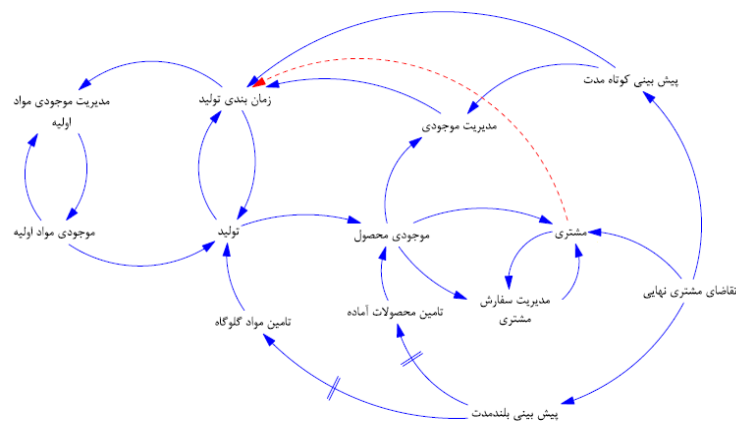 پیش بینی کوتاه مدت
زمان بندی تولید
مدیریت موجودی مواد
اولیه
مدیریت موجودی
موجودی مواد اولیه
تولید
موجودی محصول
مشتری
تقاضای مشتری نهایی
مدیریت سفارش
مشتری
تامین محصولات آماده
تامین مواد گلوگاه
پیش بینی بلندمدت